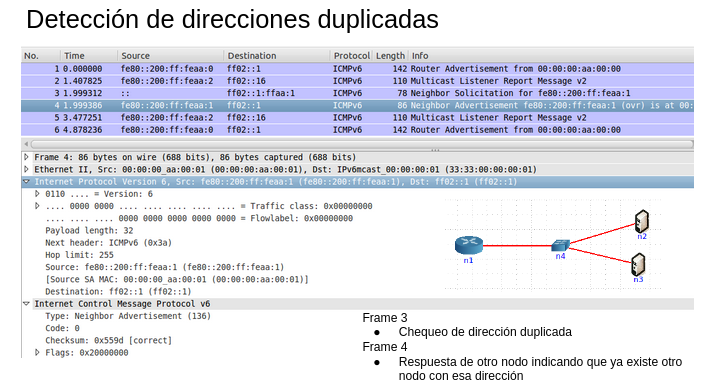 Detección de direcciones duplicadas
No. Time Source Destination Protocol Length Info
1 0.000000 fe80::200:ff:feaa:0 ff02::1 ICMPv6 142 Router Advertisement from 00:00:00:aa:00:00
2 1.407825 fe80::200:ff:feaa:2 ff02::16 ICMPv6 110 Multicast Listener Report Message v2
3 1.999312 :: ff02::1:ffaa:1 ICMPv6 78 Neighbor Solicitation for fe80::200:ff:feaa:1
4 1.999386 fe80::200:ff:feaa:1 ff02::1 ICMPv6 86 Neighbor Advertisement fe80::200:ff:feaa:1 (ovr) is at 00:
5 3.477251 fe80::200:ff:feaa:2 ff02::16 ICMPv6 110 Multicast Listener Report Message v2
6 4.878236 fe80::200:ff:feaa:0 ff02::1 ICMPv6 142 Router Advertisement from 00:00:00:aa:00:00
Frame 4: 86 bytes on wire (688 bits), 86 bytes captured (688 bits)
Ethernet II, Src: 00:00:00_aa:00:01 (00:00:00:aa:00:01), Dst: IPv6mcast_00:00:00:01 (33:33:00:00:00:01)
Internet Protocol Version 6, Src: fe80::200:ff:feaa:1 (fe80::200:ff:feaa:1), Dst: ff02::1 (ff02::1)
0110 .... = Version: 6
.... 0000 0000 .... .... .... .... .... = Traffic class: 0x00000000
.... .... .... 0000 0000 0000 0000 0000 = Flowlabel: 0x00000000
Payload length: 32
Next header: ICMPv6 (0x3a)
Hop limit: 255
Source: fe80::200:ff:feaa:1 (fe80::200:ff:feaa:1)
[Source SA MAC: 00:00:00_aa:00:01 (00:00:00:aa:00:01)]
Destination: ff02::1 (ff02::1)
Internet Control Message Protocol v6
Type: Neighbor Advertisement (136)
Code: 0
Checksum: 0x559d [correct]
Flags: 0x20000000
n1
n4
n2
n3
Frame 3
● Chequeo de dirección duplicada
Frame 4
● Respuesta de otro nodo indicando que ya existe otro
nodo con esa dirección